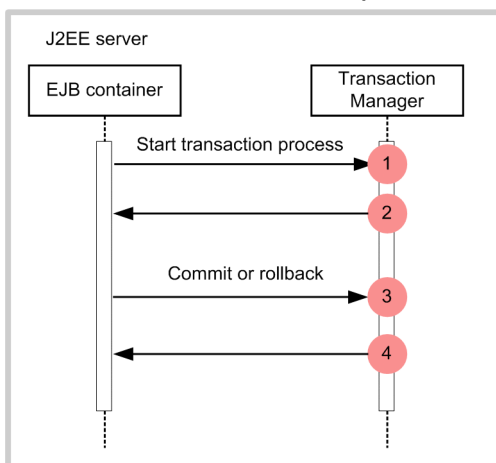 J2EE server
EJB container
Transaction
Manager
Start transaction process
1
2
Commit or rollback
3
4